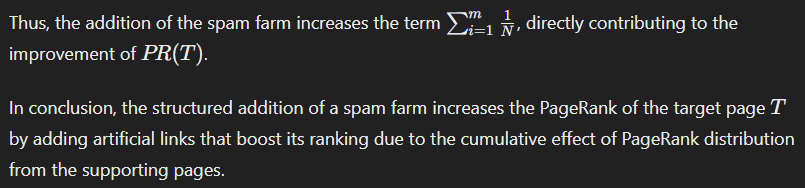 Thus, the addition of the spam farm increases the term $\sum_{i=1}^{m} \frac{1}{N}$, directly contributing to the
improvement of $PR(T)$.
In conclusion, the structured addition of a spam farm increases the PageRank of the target page $T$
by adding artificial links that boost its ranking due to the cumulative effect of PageRank distribution
from the supporting pages.